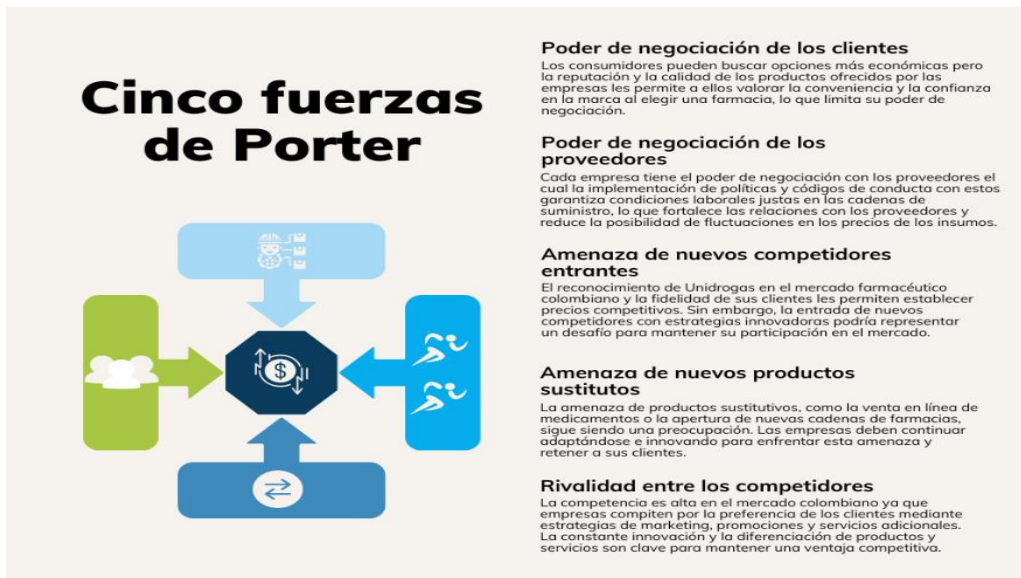 Cinco fuerzas
de Porter
Poder de negociación de los clientes
Los consumidores pueden buscar opciones más económicas pero
la reputación y la calidad de los productos ofrecidos por las
empresas les permite a ellos valorar la conveniencia y la confianza
en la marca al elegir una farmacia, lo que limita su poder de
negociación.
Poder de negociación de los
proveedores
Cada empresa tiene el poder de negociación con los proveedores el
cual la implementación de políticas y códigos de conducta con estos
garantiza condiciones laborales justas en las cadenas de
suministro, lo que fortalece las relaciones con los proveedores y
reduce la posibilidad de fluctuaciones en los precios de los insumos.
Amenaza de nuevos competidores
entrantes
El reconocimiento de Unidrogas en el mercado farmacéutico
colombiano y la fidelidad de sus clientes les permiten establecer
precios competitivos. Sin embargo, la entrada de nuevos
competidores con estrategias innovadoras podría representar
un desafío para mantener su participación en el mercado.
Amenaza de nuevos productos
sustitutos
La amenaza de productos sustitutivos, como la venta en línea de
medicamentos o la apertura de nuevas cadenas de farmacias,
sigue siendo una preocupación. Las empresas deben continuar
adaptándose e innovando para enfrentar esta amenaza y
retener a sus clientes.
Rivalidad entre los competidores
La competencia es alta en el mercado colombiano ya que
empresas compiten por la preferencia de los clientes mediante
estrategias de marketing, promociones y servicios adicionales.
La constante innovación y la diferenciación de productos y
servicios son clave para mantener una ventaja competitiva.
$